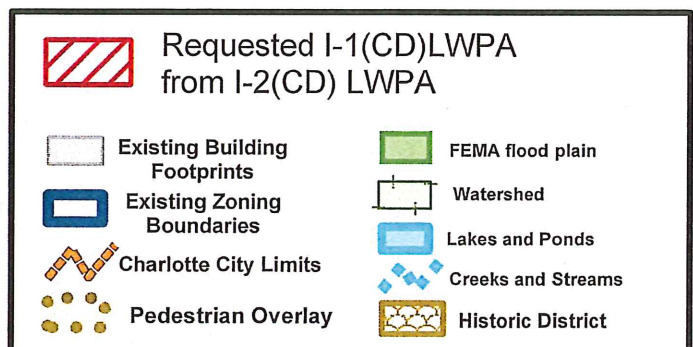 Requested I-1(CD)LWPA
from I-2(CD) LWPA
Existing Building
Footprints
Existing Zoning
Boundaries
Charlotte City Limits
Pedestrian Overlay
FEMA flood plain
Watershed
Lakes and Ponds
Creeks and Streams
Historic District